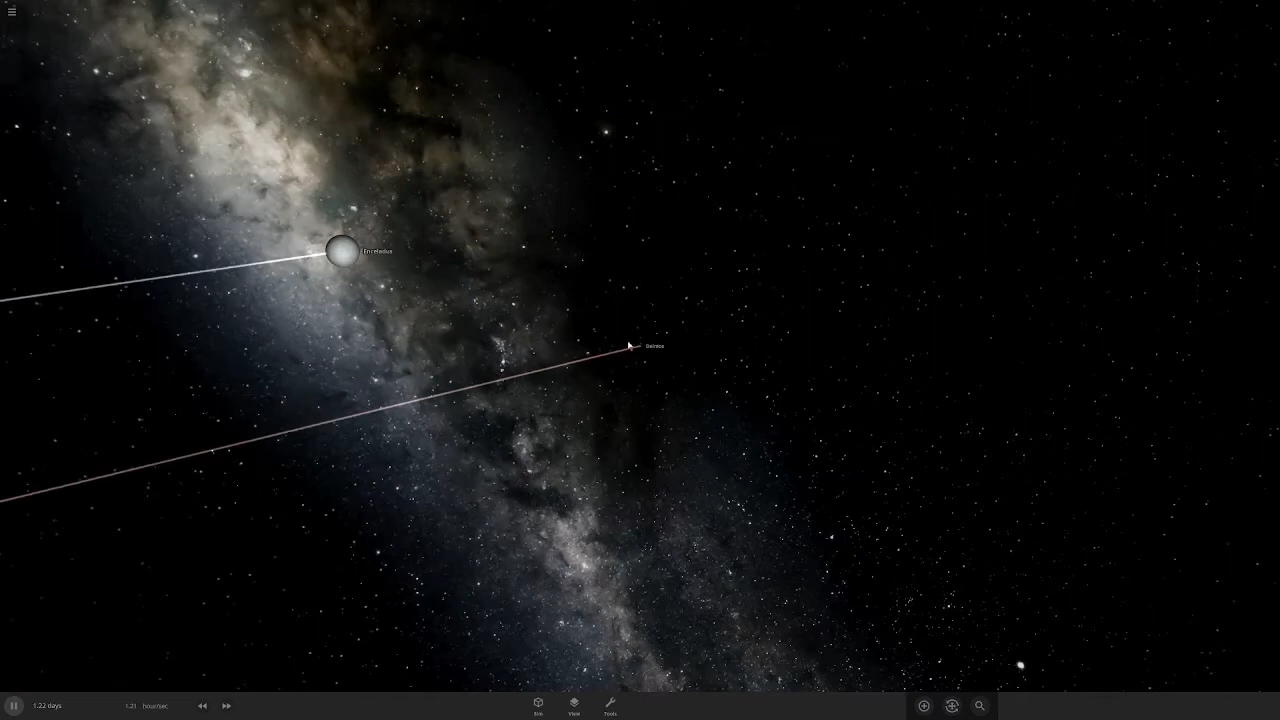 Enceladus
Deimos
1.22 days
1.21 hour/sec
Sim
View
Tools